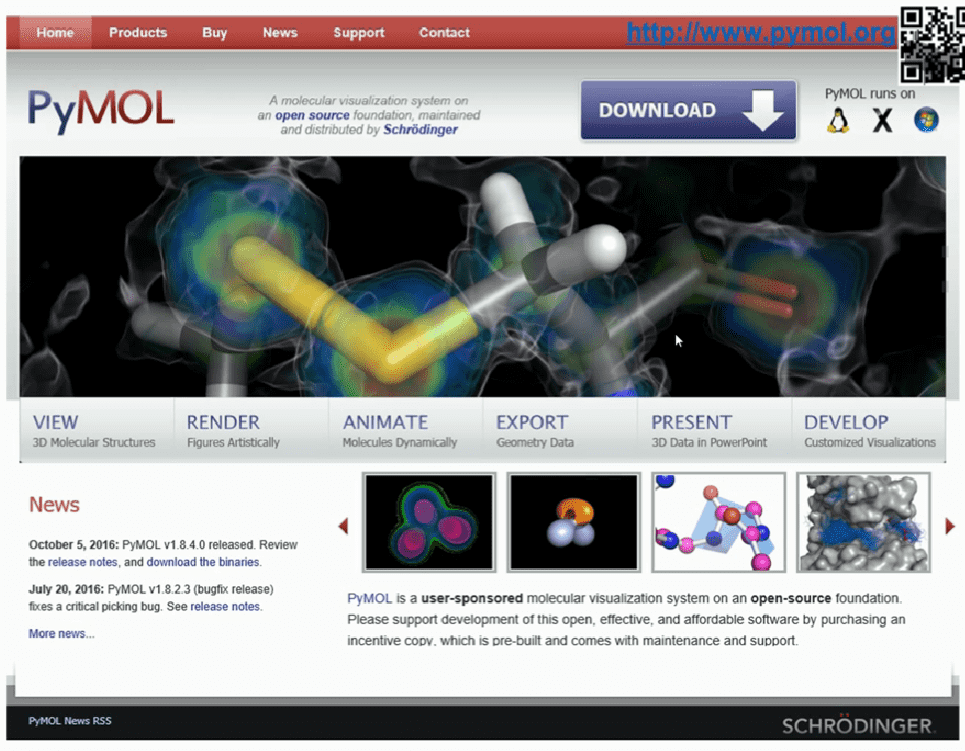 Home Products Buy News Support Contact http://www.pymol.org
PyMOL
A molecular visualization system on
an open source foundation, maintained
and distributed by Schrödinger
DOWNLOAD
PyMOL runs on
VIEW
3D Molecular Structures
RENDER
Figures Artistically
ANIMATE
Molecules Dynamically
EXPORT
Geometry Data
PRESENT
3D Data in PowerPoint
DEVELOP
Customized Visualizations
News
October 5, 2016: PyMOL v1.8.4.0 released. Review
the release notes, and download the binaries.
July 20, 2016: PyMOL v1.8.2.3 (bugfix release)
fixes a critical picking bug. See release notes.
More news...
PyMOL is a user-sponsored molecular visualization system on an open-source foundation.
Please support development of this open, effective, and affordable software by purchasing an
incentive copy, which is pre-built and comes with maintenance and support.
PyMOL News RSS
SCHRÖDINGER.